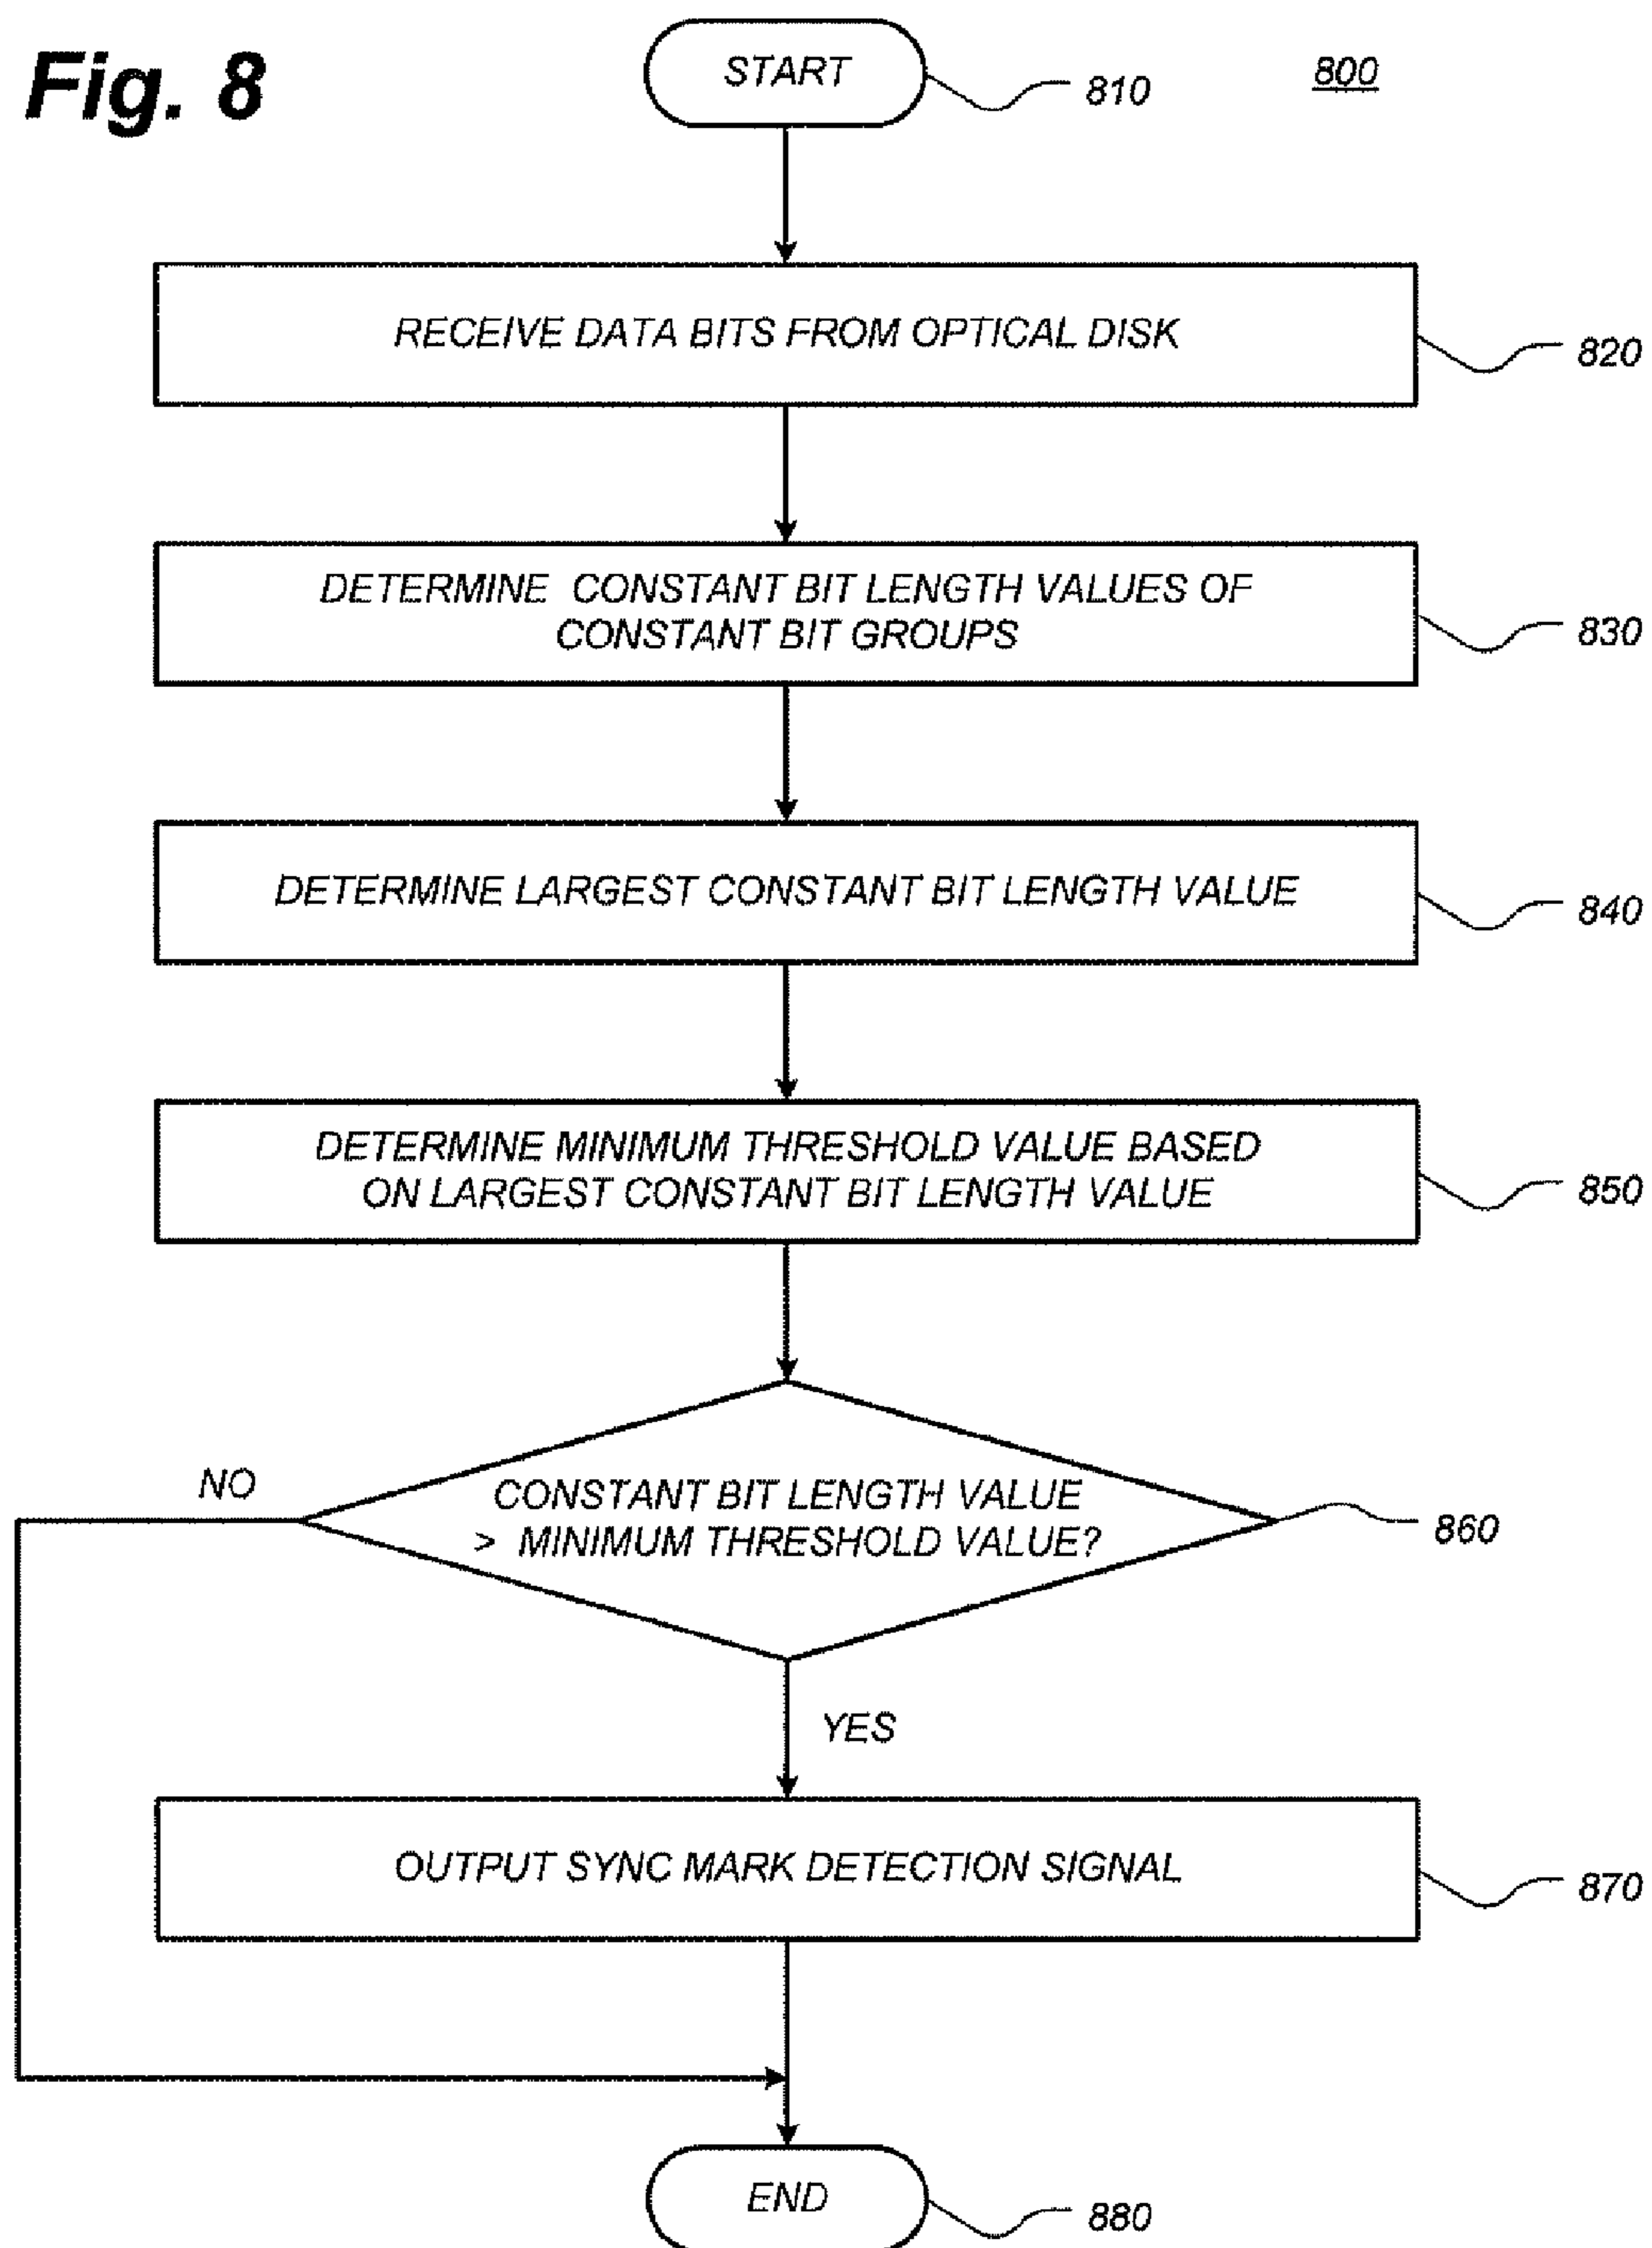 Fig. 8
800
START
810
RECEIVE DATA BITS FROM OPTICAL DISK
820
DETERMINE CONSTANT BIT LENGTH VALUES OF
CONSTANT BIT GROUPS
830
DETERMINE LARGEST CONSTANT BIT LENGTH VALUE
840
DETERMINE MINIMUM THRESHOLD VALUE BASED
ON LARGEST CONSTANT BIT LENGTH VALUE
850
NO
CONSTANT BIT LENGTH VALUE
> MINIMUM THRESHOLD VALUE?
860
YES
OUTPUT SYNC MARK DETECTION SIGNAL
870
END
880